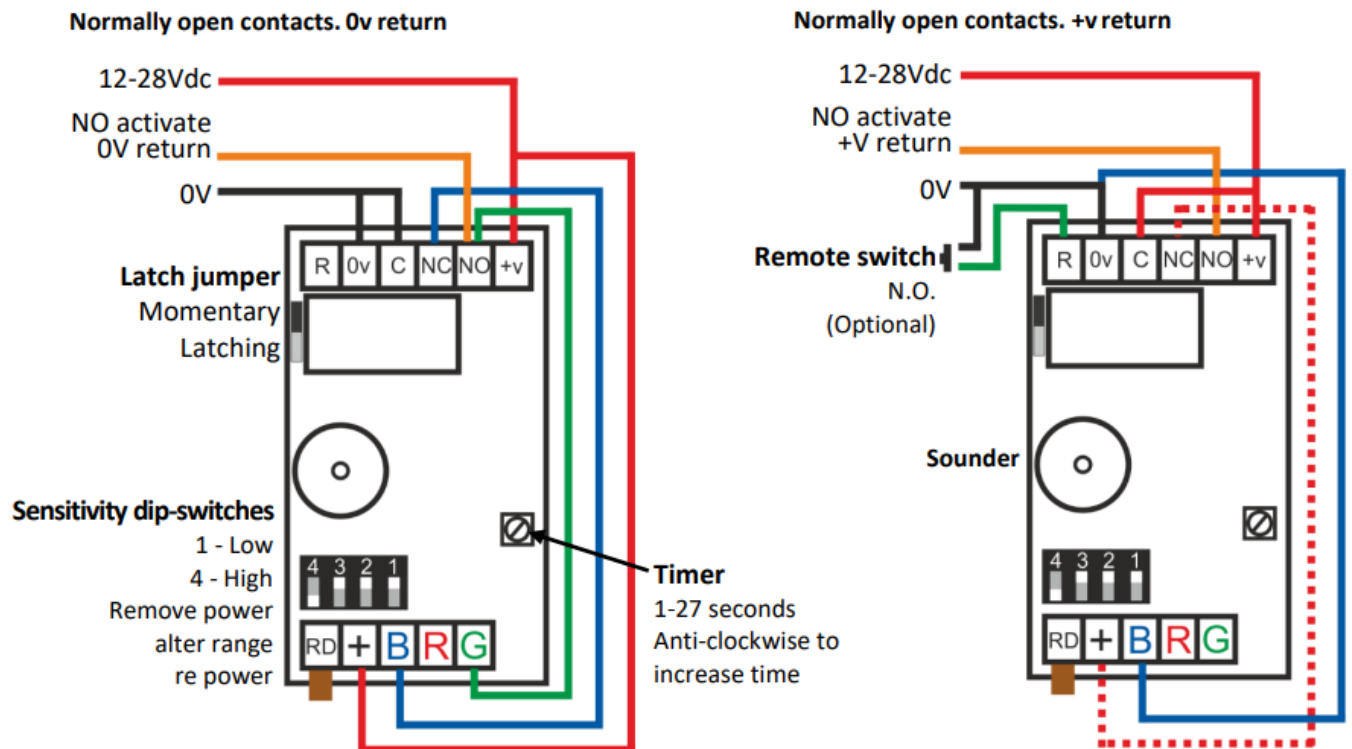 Normally open contacts. 0v return
12-28Vdc
NO activate
0V return
0V
R 0v C NC NO +v
Latch jumper
Momentary
Latching
Sensitivity dip-switches
1 - Low
4 - High
Remove power
alter range
re power
4 3 2 1
RD + B R G
Timer
1-27 seconds
Anti-clockwise to
increase time
Normally open contacts. +v return
12-28Vdc
NO activate
+V return
0V
Remote switch
N.O.
(Optional)
R 0v C NC NO +v
Sounder
4 3 2 1
RD + B R G